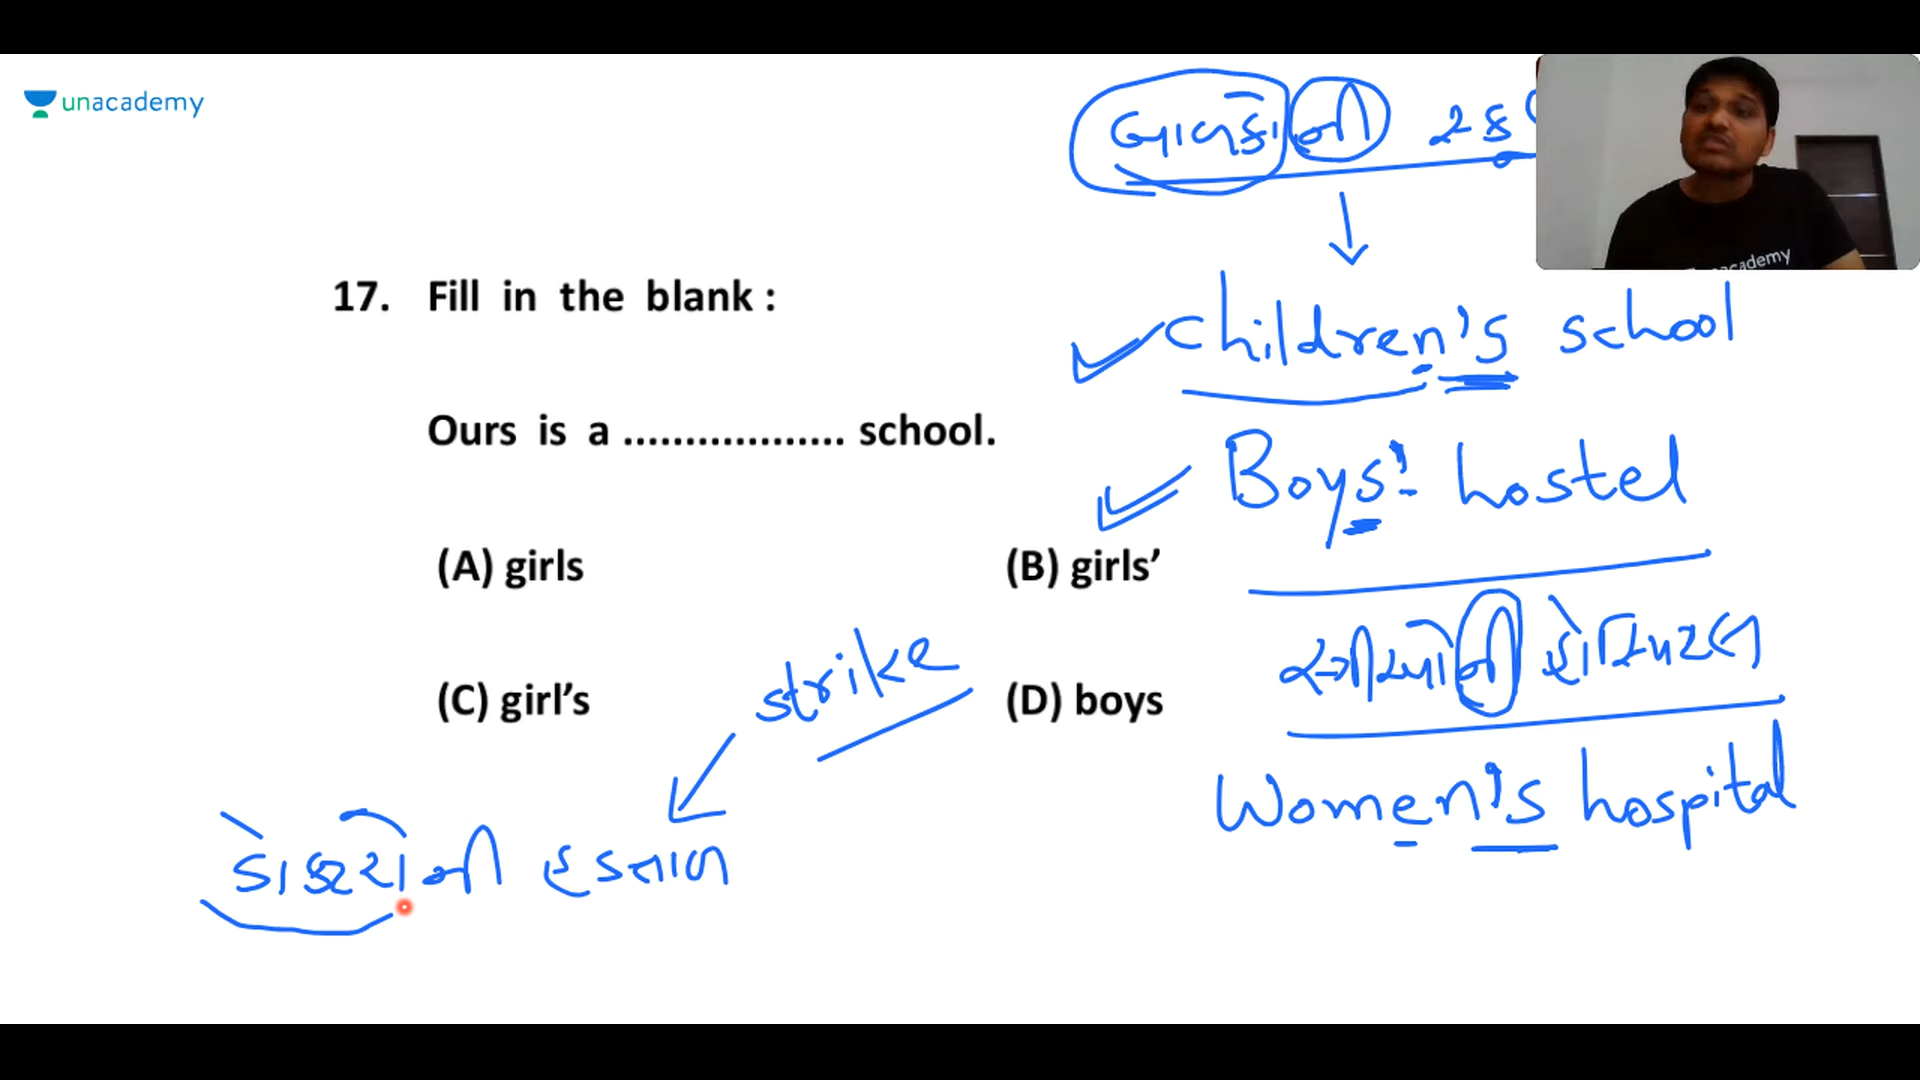 unacademy
બાળકોની સ્ક
17. Fill in the blank :
Children's school
Ours is a .................. school.
Boys' hostel
(A) girls
(B) girls’
સ્ત્રીઓની હોસ્પિટલ
strike
(C) girl’s
(D) boys
Women's hospital
ડોક્ટરોની હડતાળ